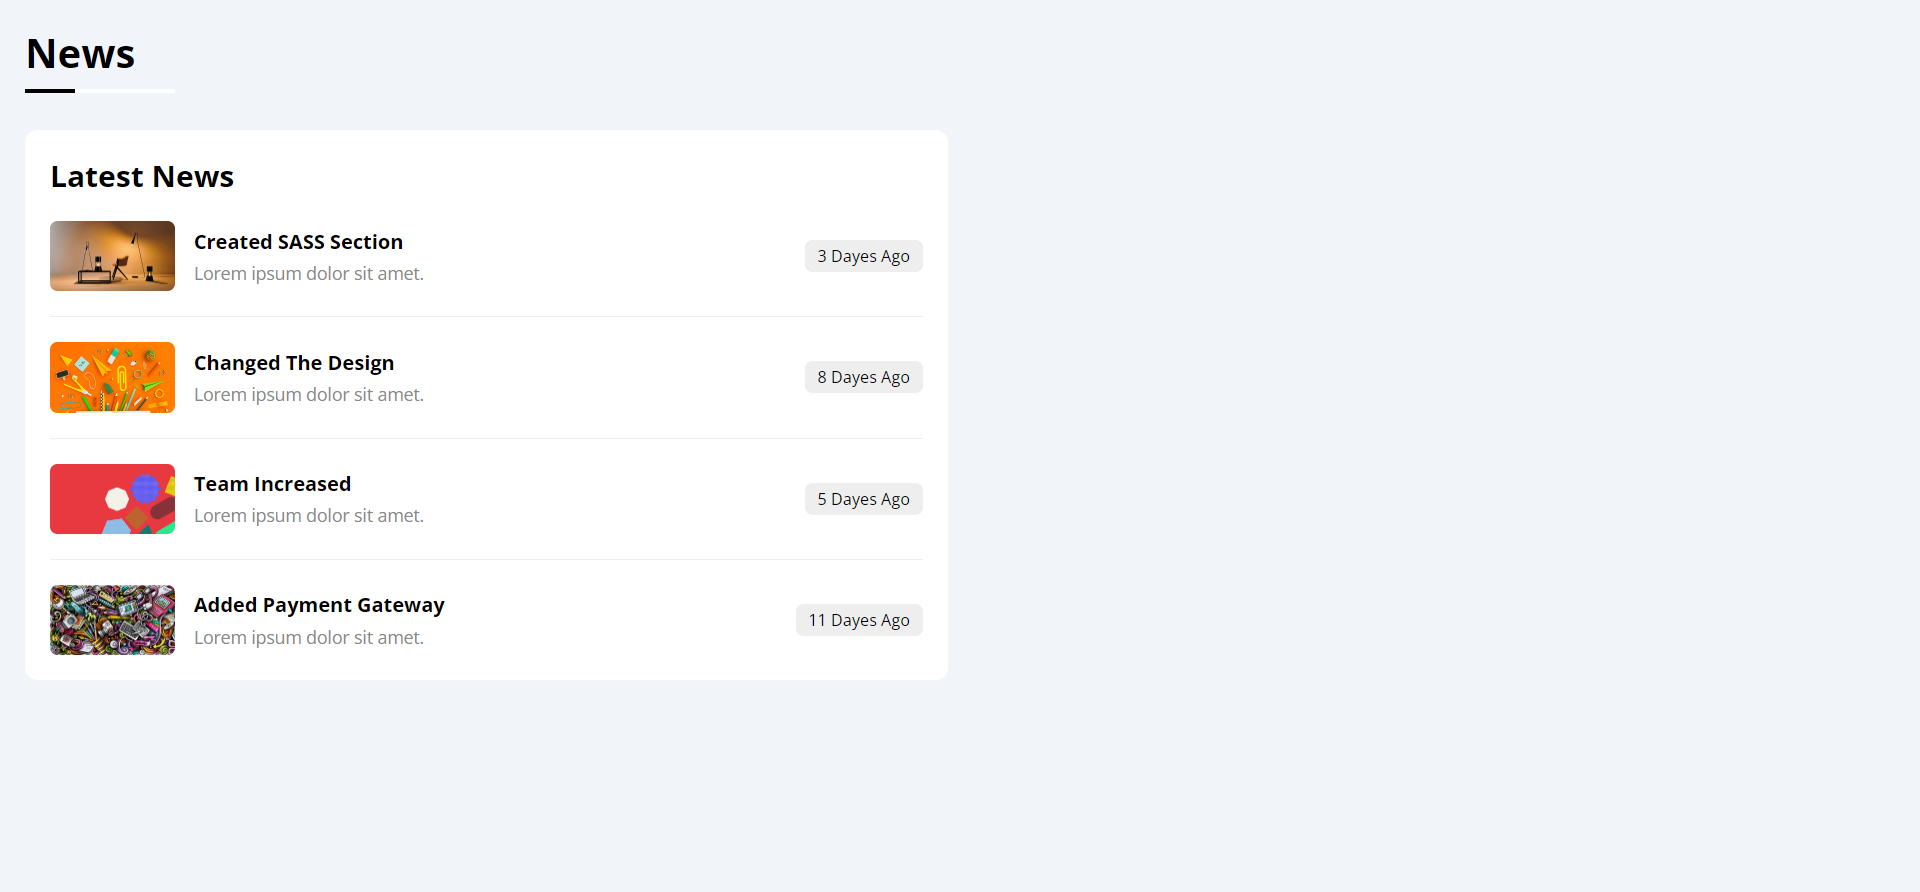 News
Latest News
Created SASS Section
Lorem ipsum dolor sit amet.
3 Dayes Ago
Changed The Design
Lorem ipsum dolor sit amet.
8 Dayes Ago
Team Increased
Lorem ipsum dolor sit amet.
5 Dayes Ago
Added Payment Gateway
Lorem ipsum dolor sit amet.
11 Dayes Ago